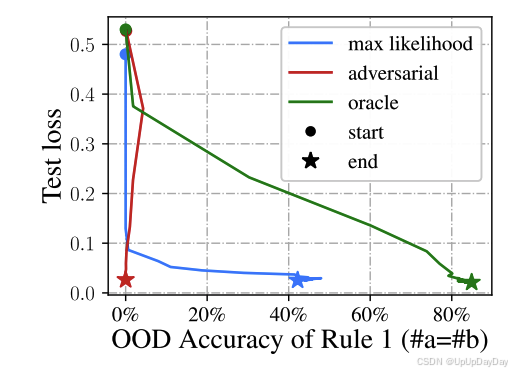 max likelihood
adversarial
oracle
start
end
Test loss
0.5
0.4
0.3
0.2
0.1
0.0
0% 20% 40% 60% 80%
OOD Accuracy of Rule 1 (#a=#b)
CSDN @UpUpDayDay